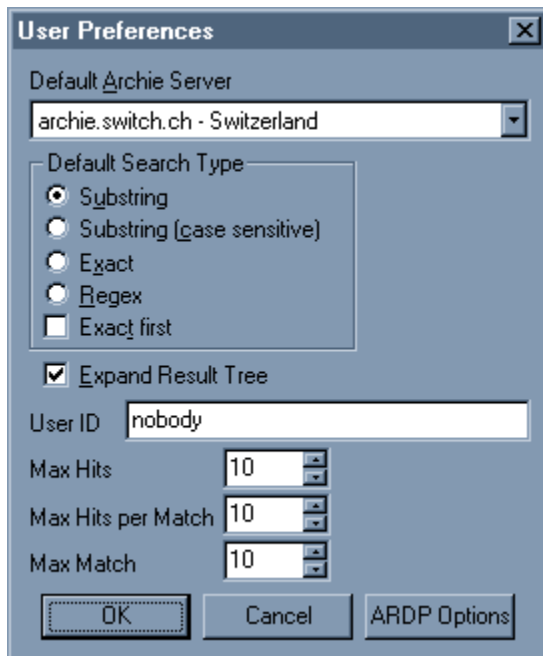 User Preferences
Default Archie Server
archie.switch.ch - Switzerland
Default Search Type
Substring
Substring (case sensitive)
Exact
Regex
Exact first
Expand Result Tree
User ID nobody
Max Hits 10
Max Hits per Match 10
Max Match 10
OK Cancel ARDP Options